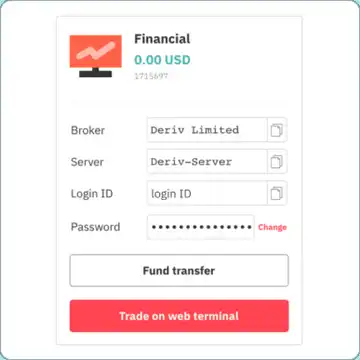 Financial
0.00 USD
1715697
Broker
Deriv Limited
Server
Deriv-Server
Login ID
login ID
Password
•••••••••••••••
Change
Fund transfer
Trade on web terminal